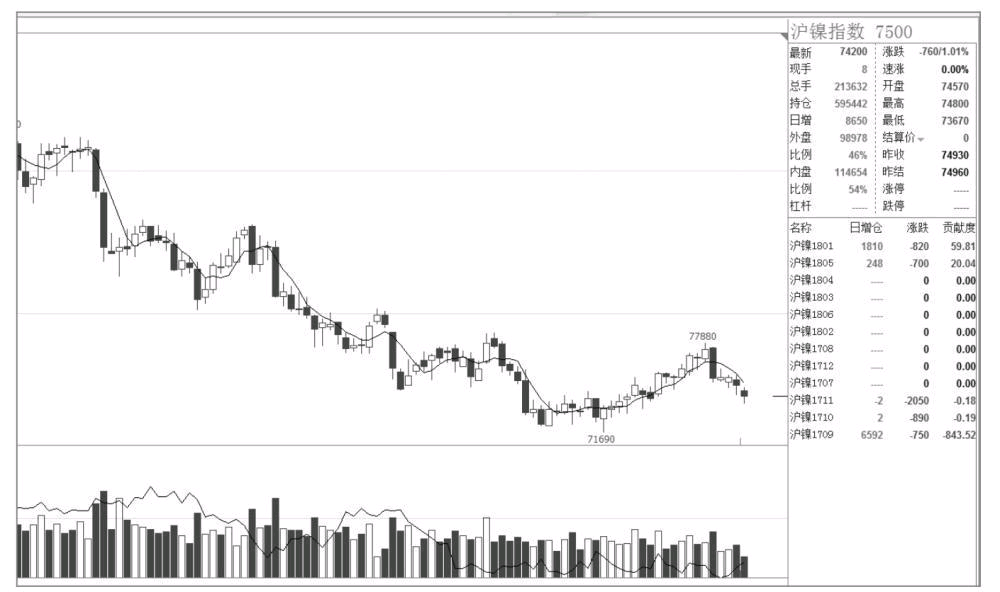 沪镍指数 7500
最新 74200 涨跌 -760/1.01%
现手 8 速涨 0.00%
总手 213632 开盘 74570
持仓 595442 最高 74800
日增 8650 最低 73670
外盘 98978 结算价 0
比例 46% 昨收 74930
内盘 114654 昨结 74960
比例 54% 涨停 -----
杠杆 ----- 跌停 -----
名称 日增仓 涨跌 贡献度
沪镍1801 1810 -820 59.81
沪镍1805 248 -700 20.04
沪镍1804 ---- 0 0.00
沪镍1803 ---- 0 0.00
沪镍1806 ---- 0 0.00
沪镍1802 ---- 0 0.00
沪镍1708 ---- 0 0.00
沪镍1712 ---- 0 0.00
沪镍1707 ---- 0 0.00
沪镍1711 -2 -2050 -0.18
沪镍1710 2 -890 -0.19
沪镍1709 6592 -750 -843.52
77880
71690